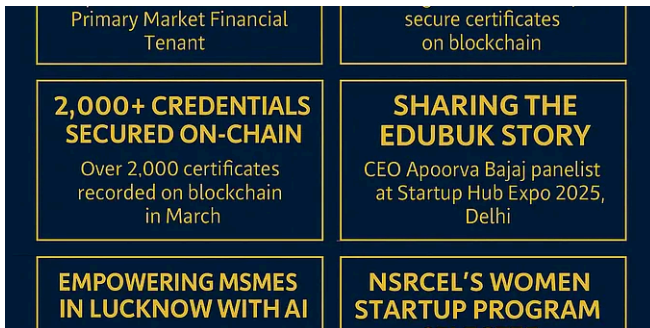 Primary Market Financial
Tenant
secure certificates
on blockchain
2,000+ CREDENTIALS
SECURED ON-CHAIN
Over 2,000 certificates
recorded on blockchain
in March
SHARING THE
EDUBUK STORY
CEO Apoorva Bajaj panelist
at Startup Hub Expo 2025,
Delhi
EMPOWERING MSMES
IN LUCKNOW WITH AI
NSRCEL'S WOMEN
STARTUP PROGRAM